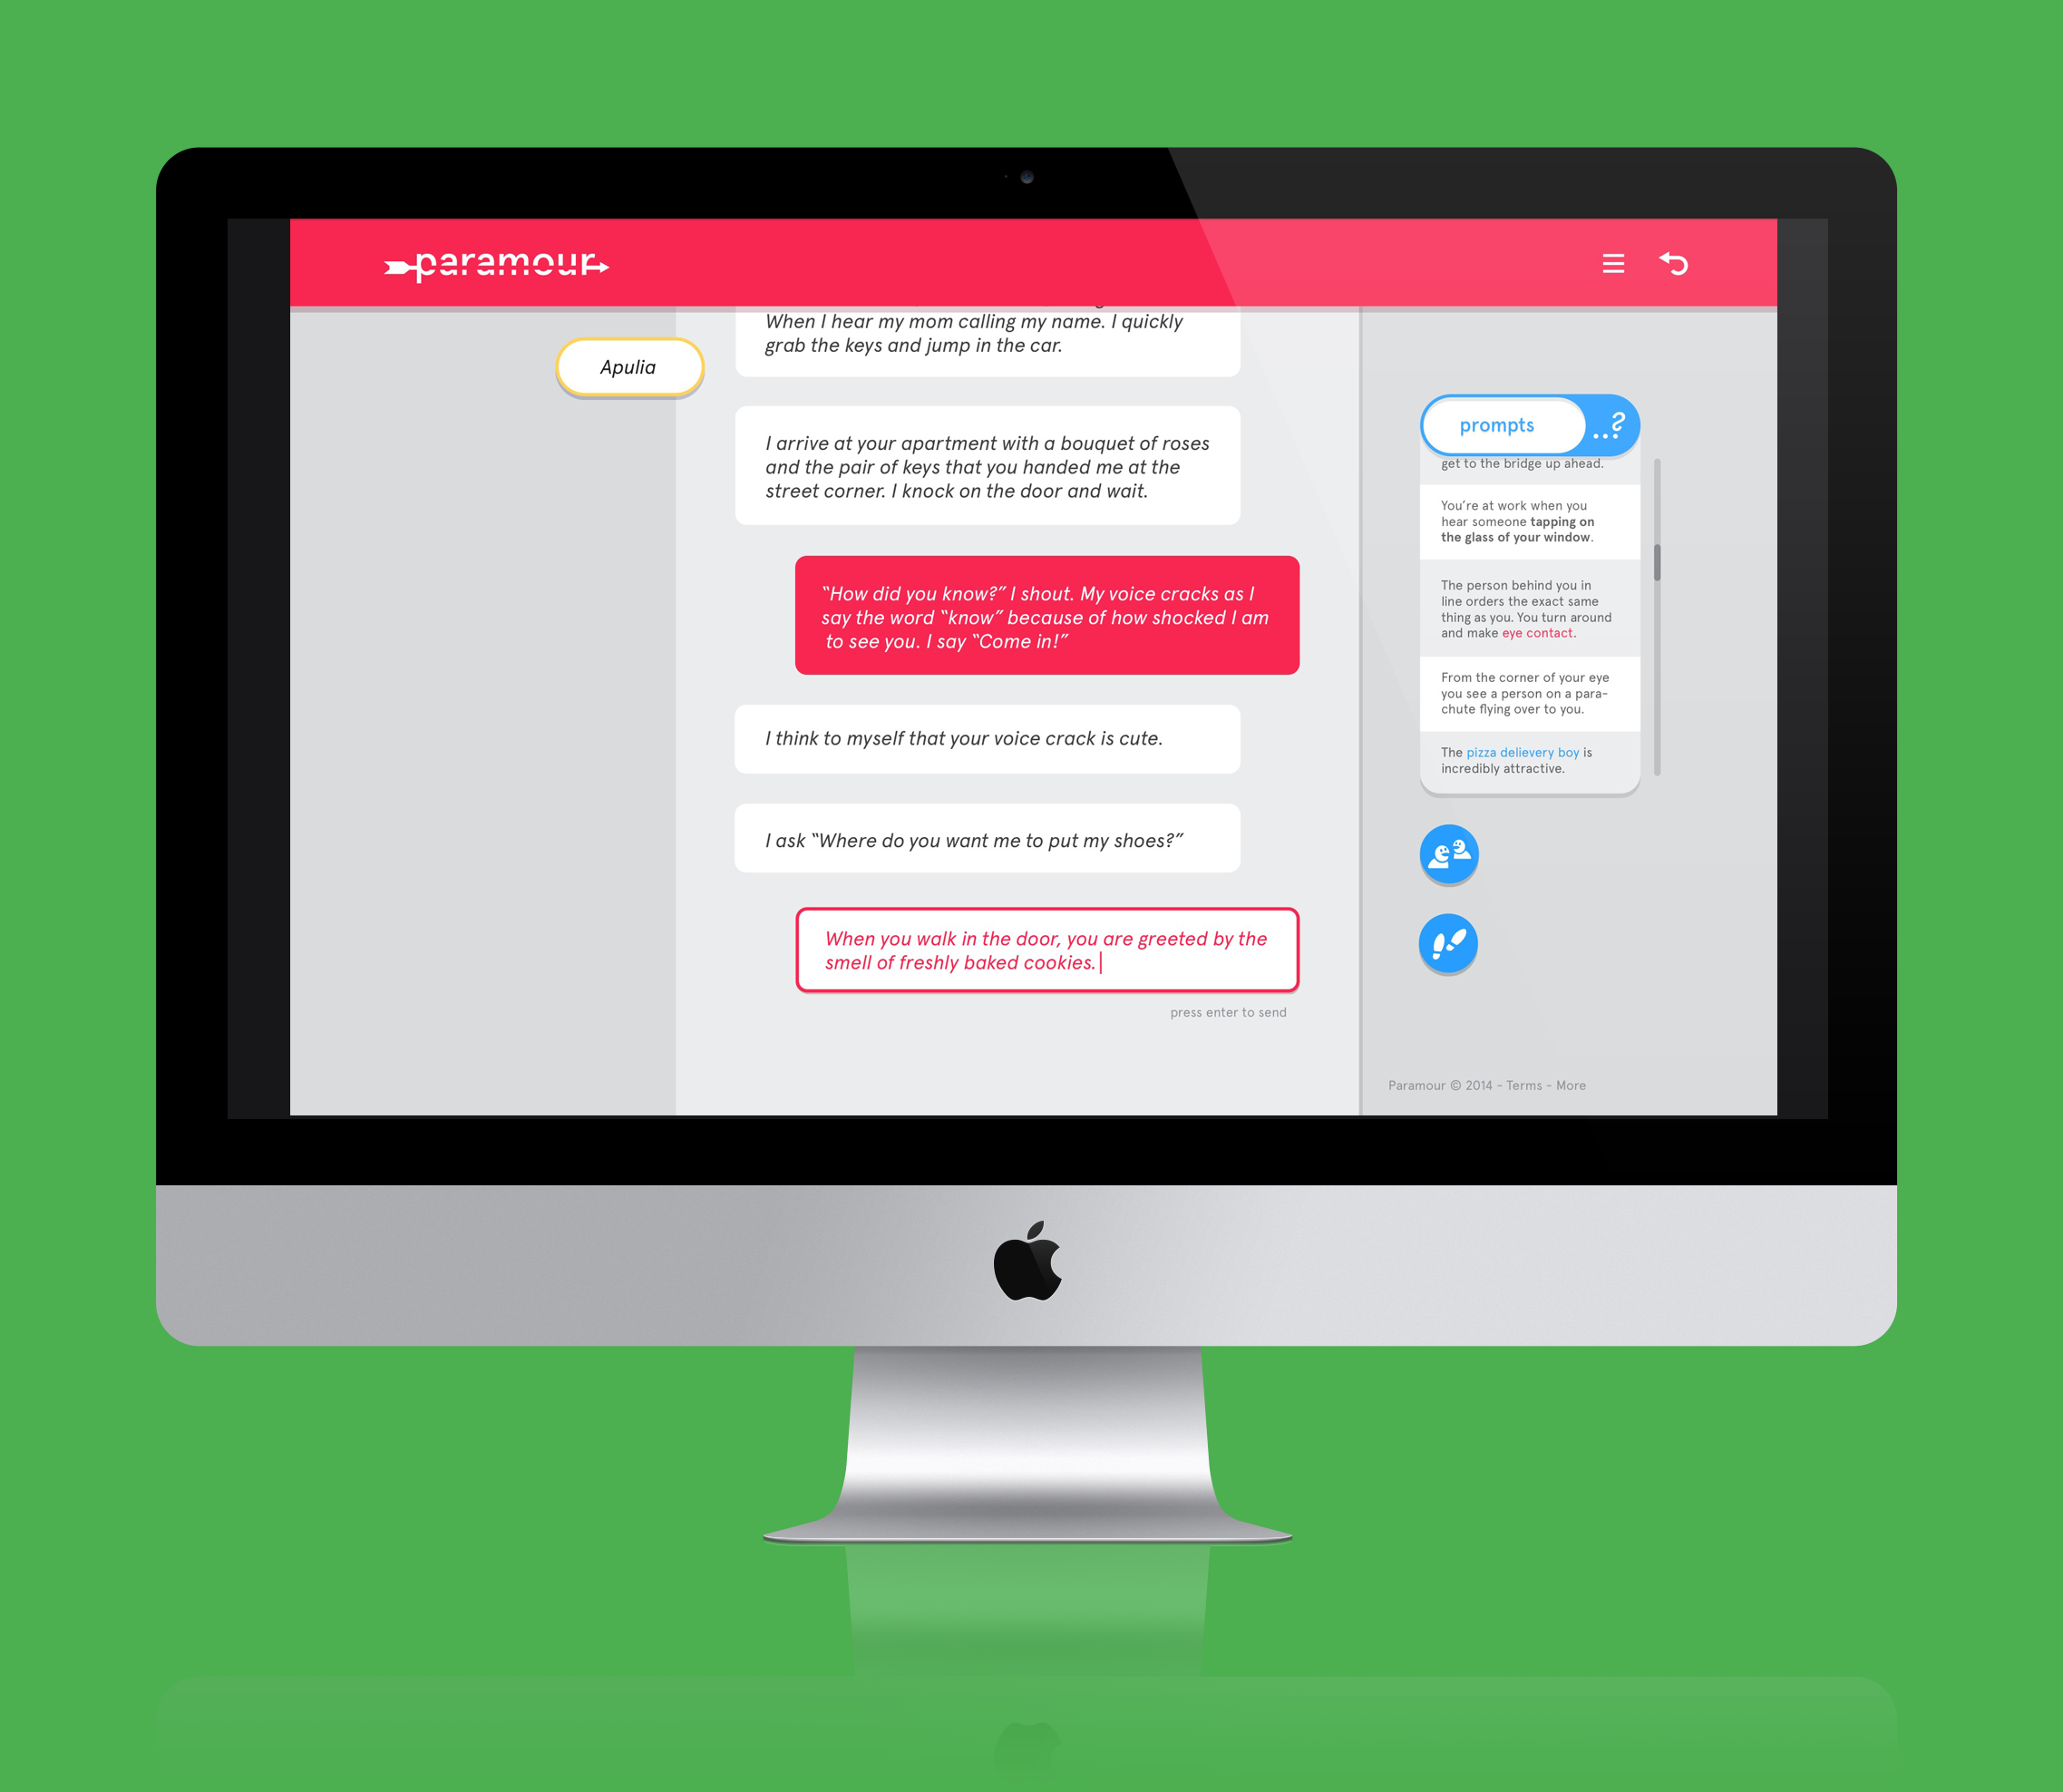 paramour
Apulia
When I hear my mom calling my name. I quickly
grab the keys and jump in the car.
I arrive at your apartment with a bouquet of roses
and the pair of keys that you handed me at the
street corner. I knock on the door and wait.
“How did you know?” I shout. My voice cracks as I
say the word “know” because of how shocked I am
to see you. I say “Come in!”
I think to myself that your voice crack is cute.
I ask “Where do you want me to put my shoes?”
When you walk in the door, you are greeted by the
smell of freshly baked cookies.
press enter to send
prompts ...?
get to the bridge up ahead.
You’re at work when you
hear someone tapping on
the glass of your window.
The person behind you in
line orders the exact same
thing as you. You turn around
and make eye contact.
From the corner of your eye
you see a person on a para-
chute flying over to you.
The pizza delievery boy is
incredibly attractive.
Paramour © 2014 - Terms - More